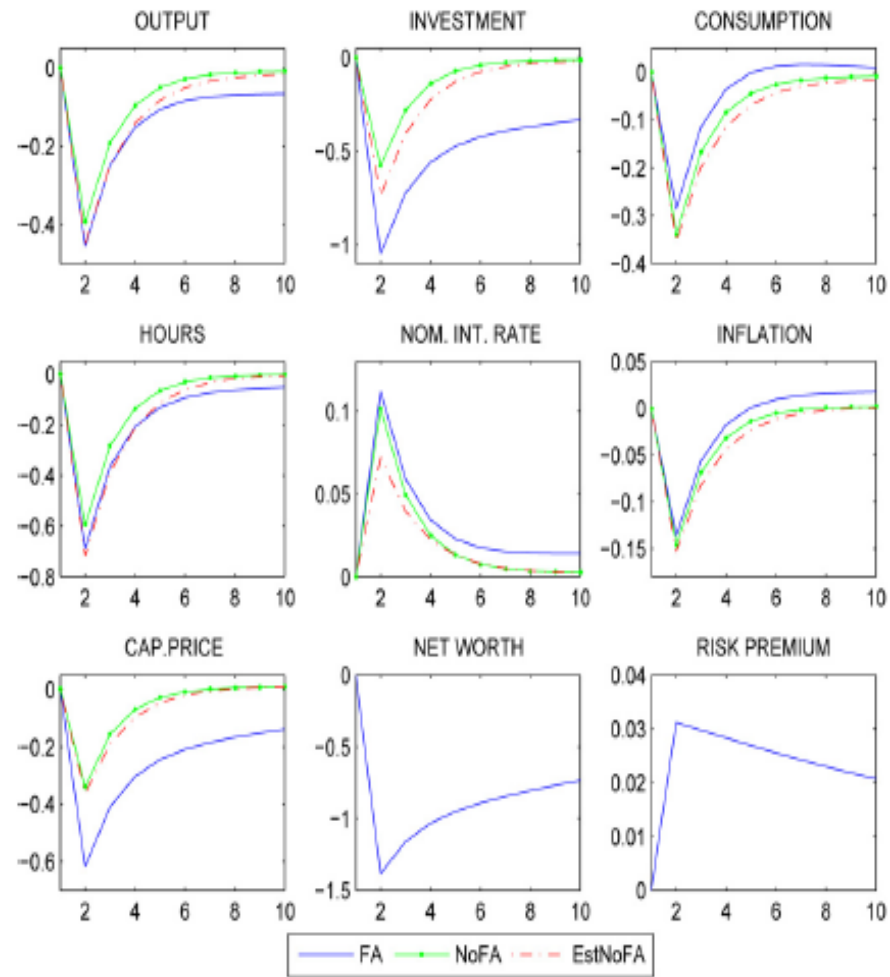 OUTPUT INVESTMENT CONSUMPTION
0 0 0
−0.1
−0.2 −0.5 −0.2
−0.4 −1 −0.3
−0.4
2 4 6 8 10 2 4 6 8 10 2 4 6 8 10
HOURS NOM. INT. RATE INFLATION
0 0.1 0.05
−0.2 0.05 0
−0.4 0 −0.05
−0.6 −0.1
−0.8 −0.15
2 4 6 8 10 2 4 6 8 10 2 4 6 8 10
CAP.PRICE NET WORTH RISK PREMIUM
0 0 0.04
−0.2 −0.5 0.03
−0.4 −1 0.02
−0.6 −1.5 0.01
0
2 4 6 8 10 2 4 6 8 10 2 4 6 8 10
FA NoFA EstNoFA